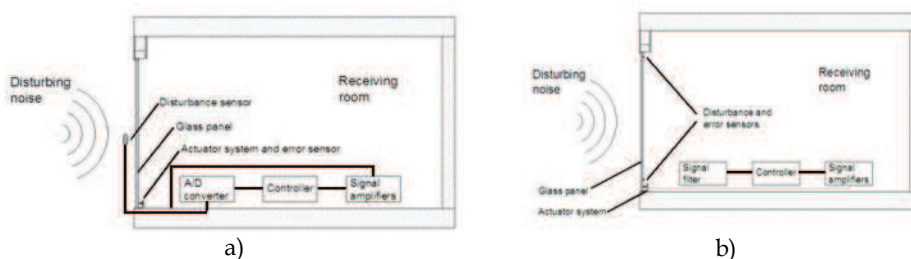 Disturbing
noise
Receiving
room
Disturbance sensor
Glass panel
Actuator system and error sensor
A/D
converter
Controller
Signal
amplifiers
a)
Disturbing
noise
Receiving
room
Disturbance and
error sensors
Signal
filter
Controller
Signal
amplifiers
Glass panel
Actuator system
b)